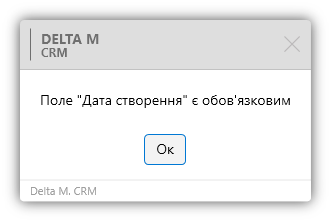 DELTA M
CRM
Поле "Дата створення" є обов'язковим
Ок
Delta M. CRM